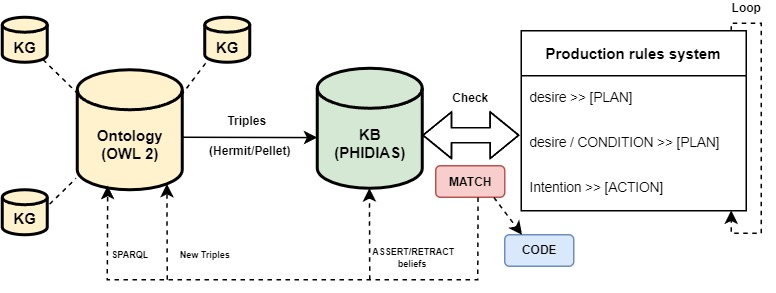 Loop
KG
KG
Production rules system
Ontology
(OWL 2)
Triples
(Hermit/Pellet)
KB
(PHIDIAS)
Check
desire >> [PLAN]
desire / CONDITION >> [PLAN]
Intention >> [ACTION]
MATCH
KG
SPARQL
New Triples
ASSERT/RETRACT
beliefs
CODE